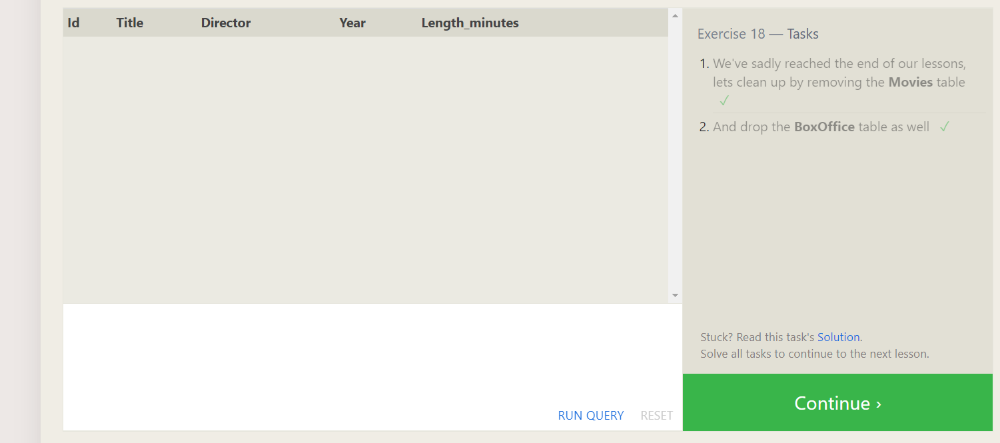 Id Title Director Year Length_minutes
Exercise 18 — Tasks
1. We've sadly reached the end of our lessons,
lets clean up by removing the Movies table
✓
2. And drop the BoxOffice table as well ✓
Stuck? Read this task's Solution.
Solve all tasks to continue to the next lesson.
RUN QUERY RESET
Continue ›